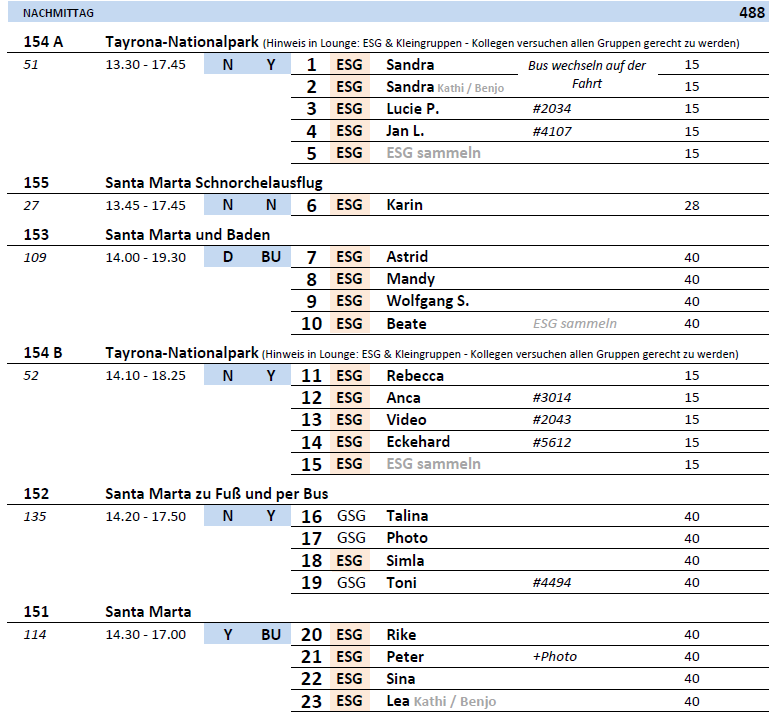 NACHMITTAG 488
154 A Tayrona-Nationalpark (Hinweis in Lounge: ESG & Kleingruppen - Kollegen versuchen allen Gruppen gerecht zu werden)
51 13.30 - 17.45 N Y 1 ESG Sandra Bus wechseln auf der 15
2 ESG Sandra Kathi / Benjo Fahrt 15
3 ESG Lucie P. #2034 15
4 ESG Jan L. #4107 15
5 ESG ESG sammeln 15
155 Santa Marta Schnorchelausflug
27 13.45 - 17.45 N N 6 ESG Karin 28
153 Santa Marta und Baden
109 14.00 - 19.30 D BU 7 ESG Astrid 40
8 ESG Mandy 40
9 ESG Wolfgang S. 40
10 ESG Beate ESG sammeln 40
154 B Tayrona-Nationalpark (Hinweis in Lounge: ESG & Kleingruppen - Kollegen versuchen allen Gruppen gerecht zu werden)
52 14.10 - 18.25 N Y 11 ESG Rebecca 15
12 ESG Anca #3014 15
13 ESG Video #2043 15
14 ESG Eckehard #5612 15
15 ESG ESG sammeln 15
152 Santa Marta zu Fuß und per Bus
135 14.20 - 17.50 N Y 16 GSG Talina 40
17 GSG Photo 40
18 ESG Simla 40
19 GSG Toni #4494 40
151 Santa Marta
114 14.30 - 17.00 Y BU 20 ESG Rike 40
21 ESG Peter +Photo 40
22 ESG Sina 40
23 ESG Lea Kathi / Benjo 40